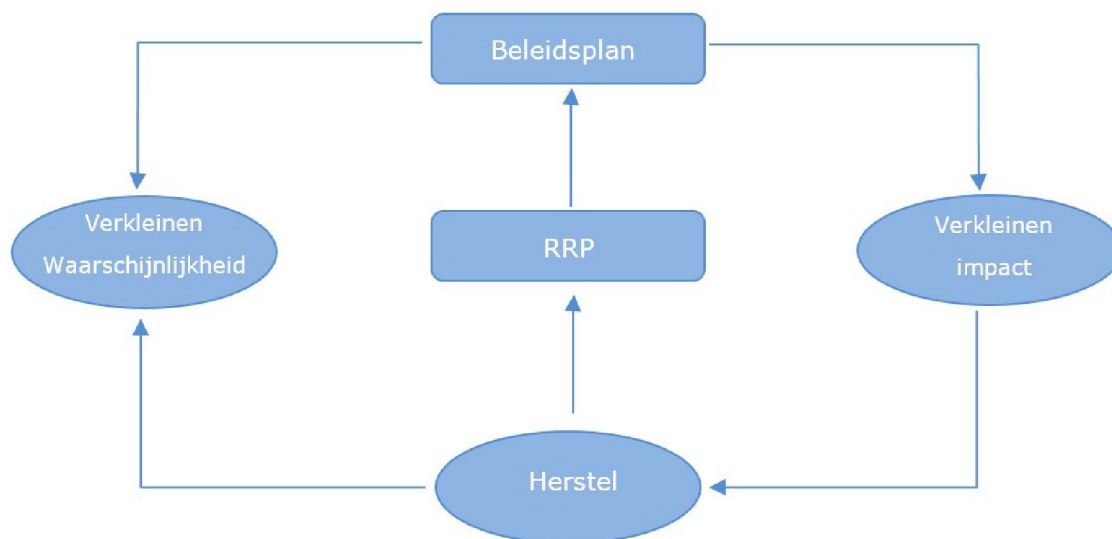 Beleidsplan
Verkleinen
Waarschijnlijkheid
RRP
Verkleinen
impact
Herstel